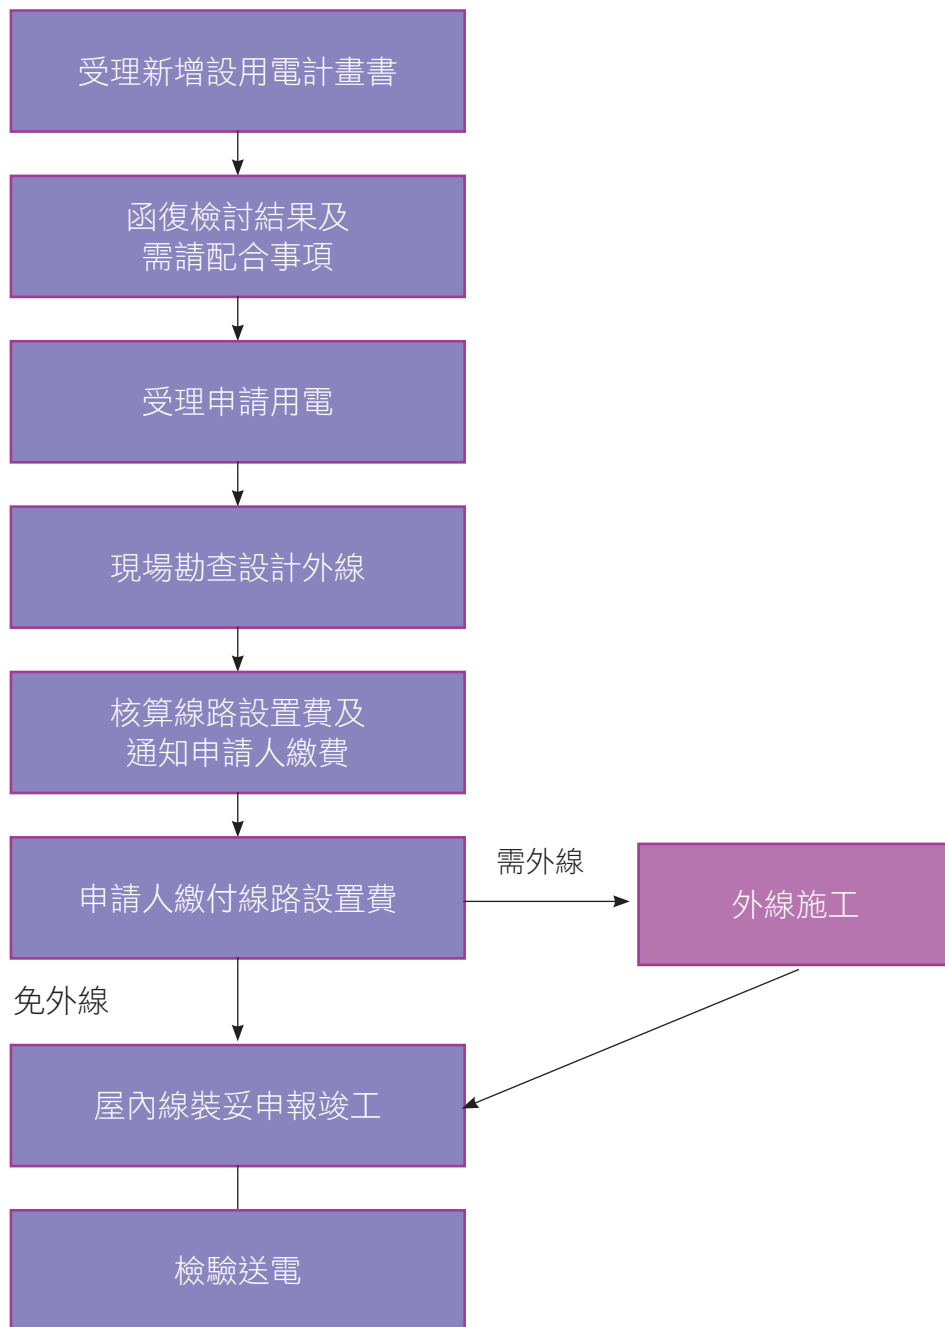 受理新增設用電計畫書
函復檢討結果及
需請配合事項
受理申請用電
現場勘查設計外線
核算線路設置費及
通知申請人繳費
申請人繳付線路設置費
需外線
外線施工
免外線
屋內線裝妥申報竣工
檢驗送電